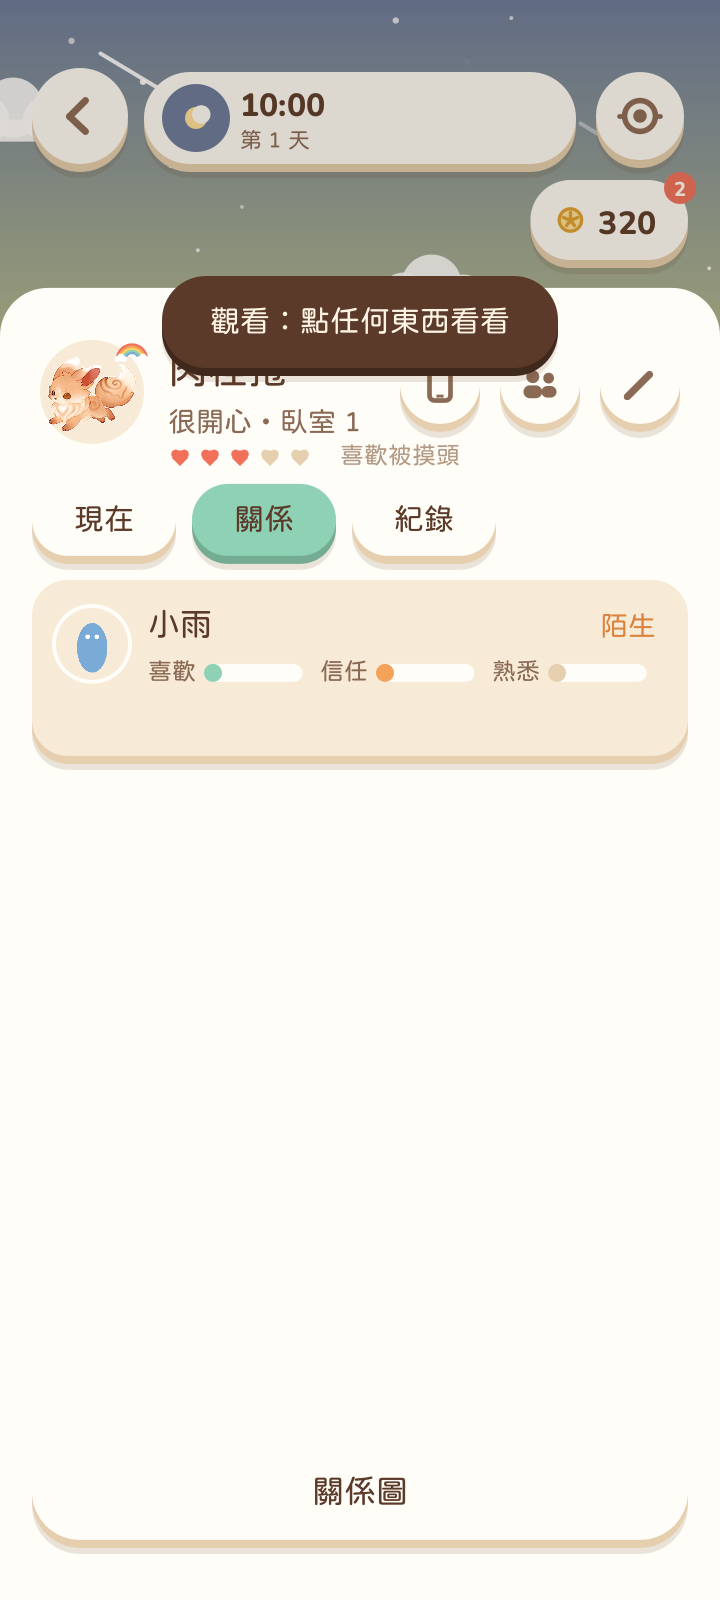 10:00
第 1 天
2
320
觀看：點任何東西看看
很開心・臥室 1
喜歡被摸頭
現在
關係
紀錄
小雨
陌生
喜歡
信任
熟悉
關係圖